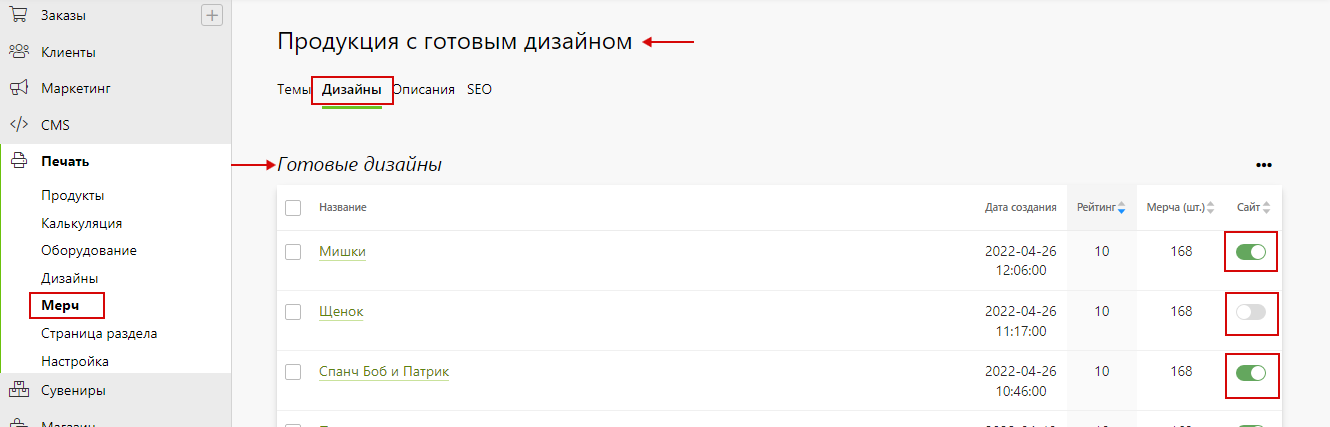 Заказы
Клиенты
Маркетинг
CMS
Печать
Продукты
Калькуляция
Оборудование
Дизайны
Мерч
Страница раздела
Настройка
Сувениры
Магазин
Продукция с готовым дизайном
Темы Дизайны Описания SEO
Готовые дизайны
Название Дата создания Рейтинг Мерча (шт.) Сайт
Мишки 2022-04-26 10 168
12:06:00
Щенок 2022-04-26 10 168
11:17:00
Спанч Боб и Патрик 2022-04-26 10 168
10:46:00